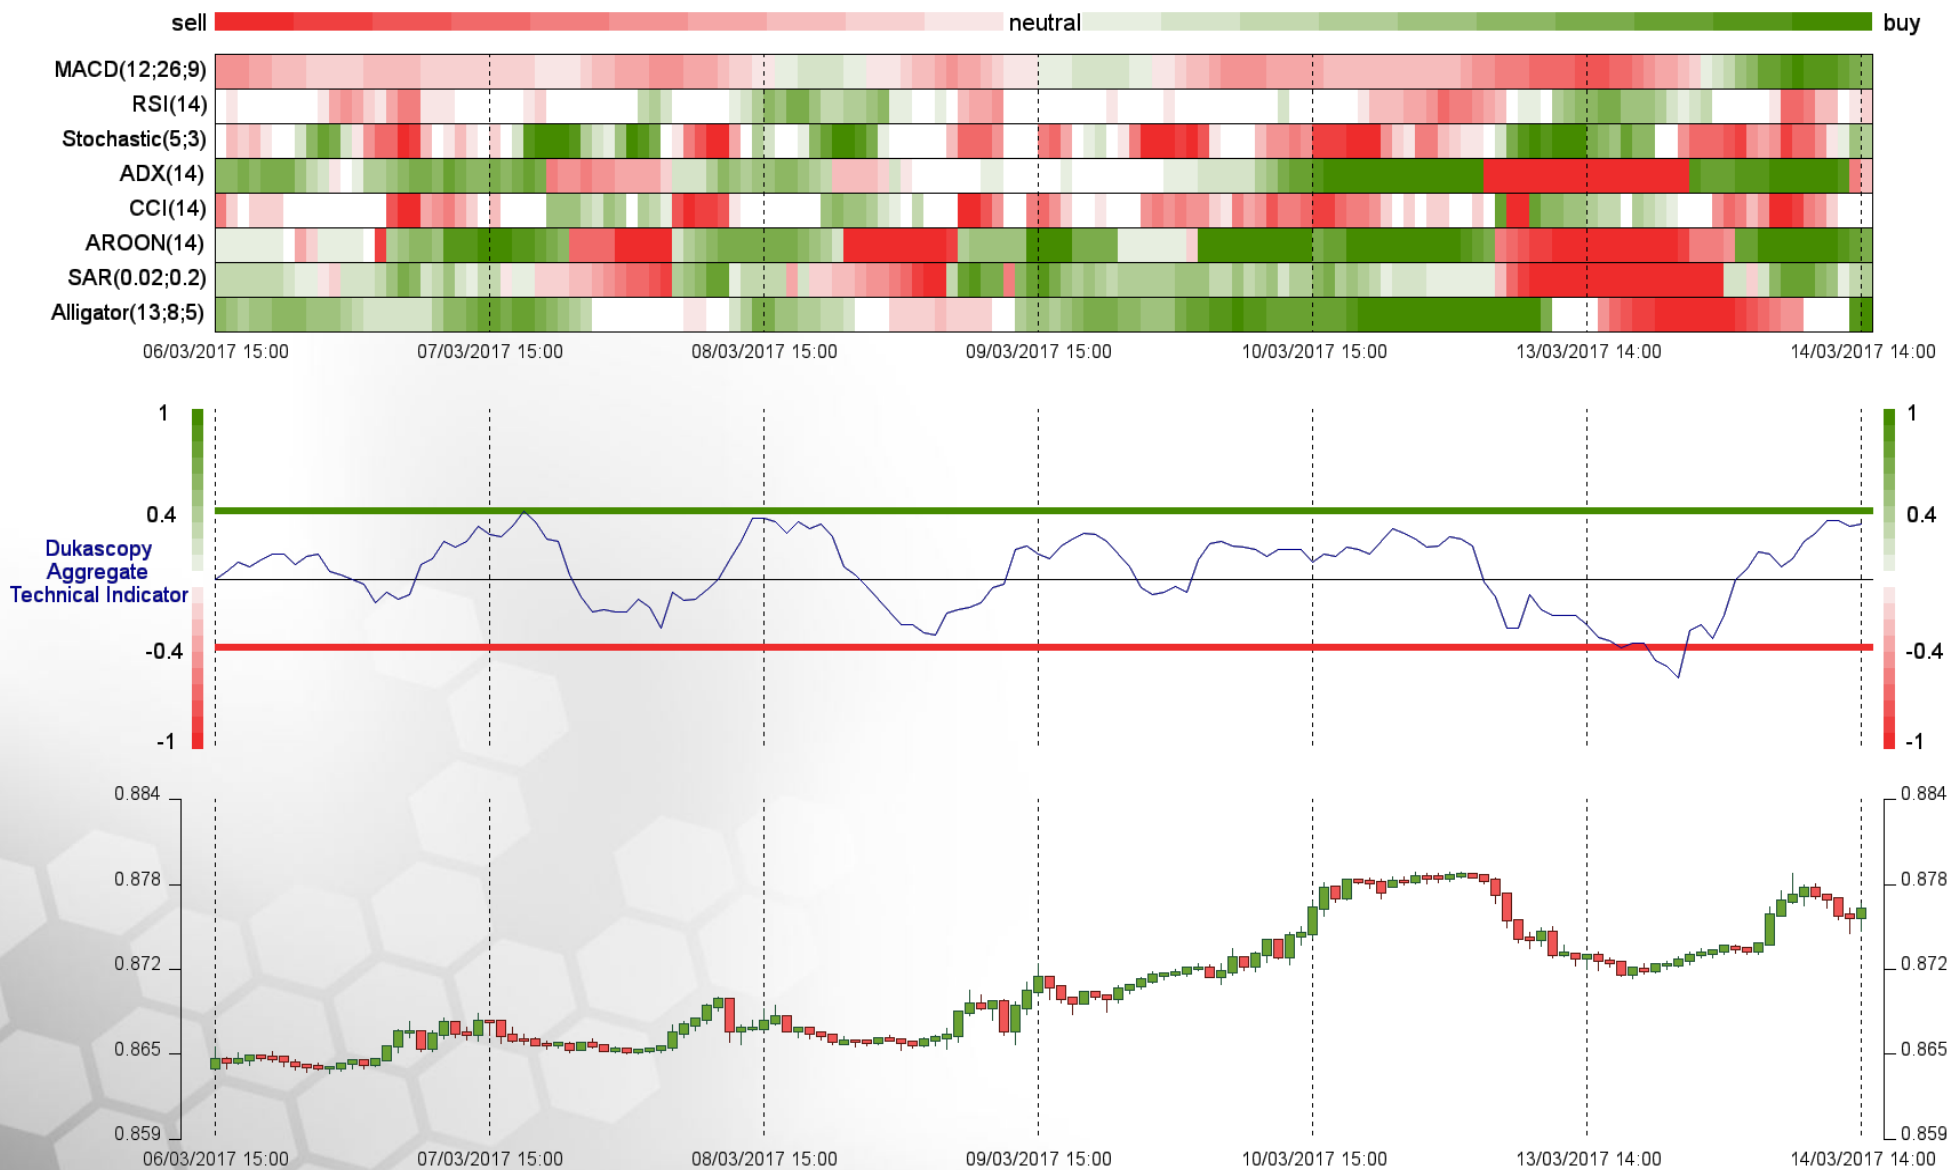 sell neutral buy
MACD(12;26;9)
RSI(14)
Stochastic(5;3)
ADX(14)
CCI(14)
AROON(14)
SAR(0.02;0.2)
Alligator(13;8;5)
06/03/2017 15:00 07/03/2017 15:00 08/03/2017 15:00 09/03/2017 15:00 10/03/2017 15:00 13/03/2017 14:00 14/03/2017 14:00
1 1
0.4 0.4
Dukascopy
Aggregate
Technical Indicator
-0.4 -0.4
-1 -1
0.884 0.884
0.878 0.878
0.872 0.872
0.865 0.865
0.859 0.859
06/03/2017 15:00 07/03/2017 15:00 08/03/2017 15:00 09/03/2017 15:00 10/03/2017 15:00 13/03/2017 14:00 14/03/2017 14:00